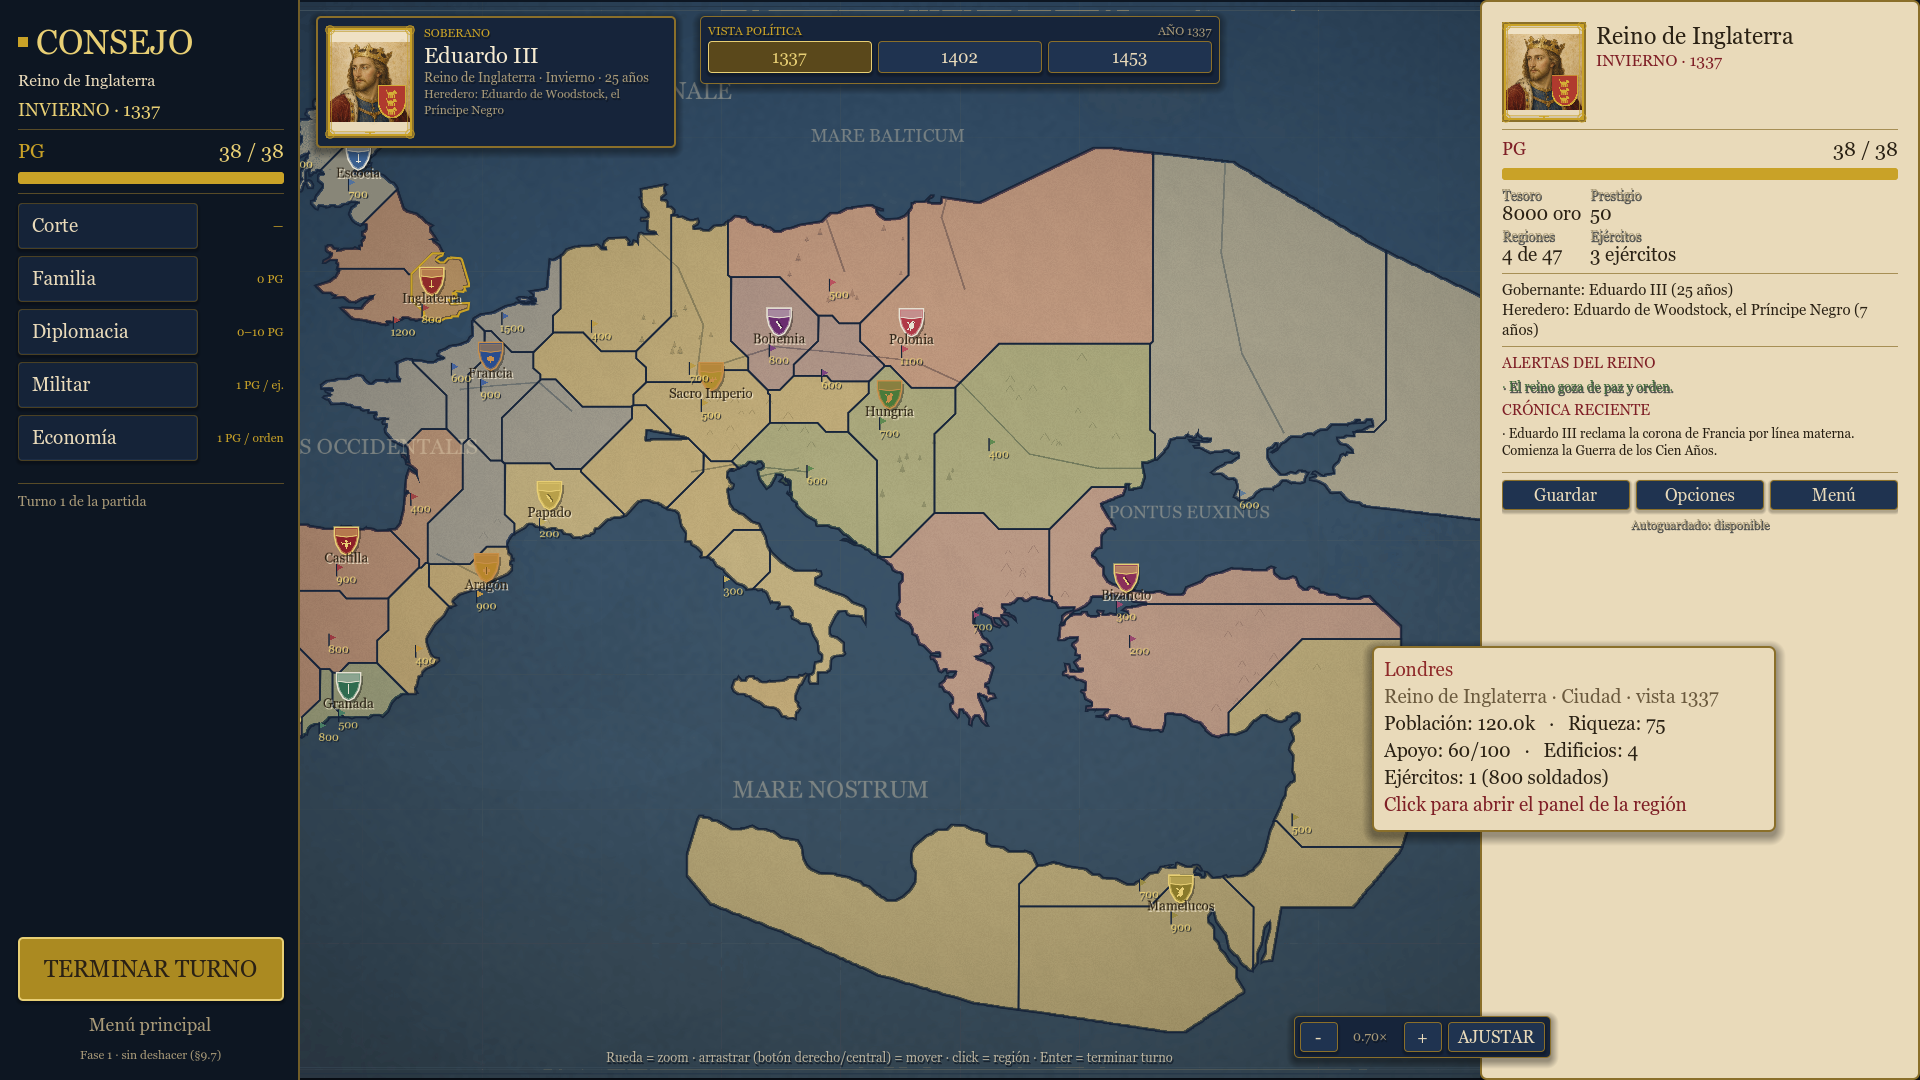 CONSEJO
Reino de Inglaterra
INVIERNO · 1337
PG 38 / 38
Corte –
Familia 0 PG
Diplomacia 0–10 PG
Militar 1 PG / ej.
Economía 1 PG / orden
Turno 1 de la partida
TERMINAR TURNO
Menú principal
Fase 1 · sin deshacer (§9.7)
SOBERANO
Eduardo III
Reino de Inglaterra · Invierno · 25 años
Heredero: Eduardo de Woodstock, el
Príncipe Negro
VISTA POLÍTICA AÑO 1337
1337 1402 1453
NALE
MARE BALTICUM
Escocia
700
Inglaterra
800
1200
1500
400
600
Francia
900
500
Bohemia
800
Polonia
1100
700
Sacro Imperio
500
600
Hungría
700
400
S OCCIDENTALIS
600
400
Papado
200
PONTUS EUXINUS
600
Castilla
900
Aragón
900
300
Bizancio
300
700
200
800
400
Granada
500
800
MARE NOSTRUM
500
700
Mamelucos
900
Rueda = zoom · arrastrar (botón derecho/central) = mover · click = región · Enter = terminar turno
- 0.70× + AJUSTAR
Reino de Inglaterra
INVIERNO · 1337
PG 38 / 38
Tesoro Prestigio
8000 oro 50
Regiones Ejércitos
4 de 47 3 ejércitos
Gobernante: Eduardo III (25 años)
Heredero: Eduardo de Woodstock, el Príncipe Negro (7
años)
ALERTAS DEL REINO
· El reino goza de paz y orden.
CRÓNICA RECIENTE
· Eduardo III reclama la corona de Francia por línea materna.
Comienza la Guerra de los Cien Años.
Guardar Opciones Menú
Autoguardado: disponible
Londres
Reino de Inglaterra · Ciudad · vista 1337
Población: 120.0k · Riqueza: 75
Apoyo: 60/100 · Edificios: 4
Ejércitos: 1 (800 soldados)
Click para abrir el panel de la región